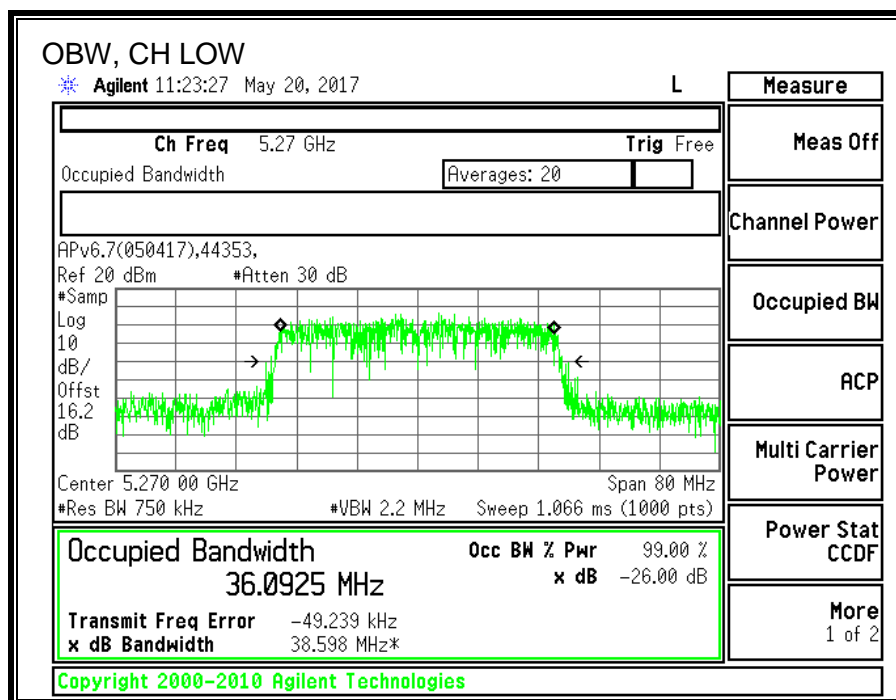 OBW, CH LOW
Agilent 11:23:27 May 20, 2017 L
Measure
Ch Freq 5.27 GHz Trig Free
Meas Off
Occupied Bandwidth Averages: 20
Channel Power
APv6.7(050417),44353,
Ref 20 dBm #Atten 30 dB
#Samp
Log
10
dB/
Offst
16.2
dB
Occupied BW
ACP
Multi Carrier
Power
Center 5.270 00 GHz Span 80 MHz
#Res BW 750 kHz #VBW 2.2 MHz Sweep 1.066 ms (1000 pts)
Power Stat
CCDF
Occupied Bandwidth Occ BW % Pwr 99.00 %
36.0925 MHz x dB -26.00 dB
Transmit Freq Error -49.239 kHz
x dB Bandwidth 38.598 MHz*
More
1 of 2
Copyright 2000-2010 Agilent Technologies